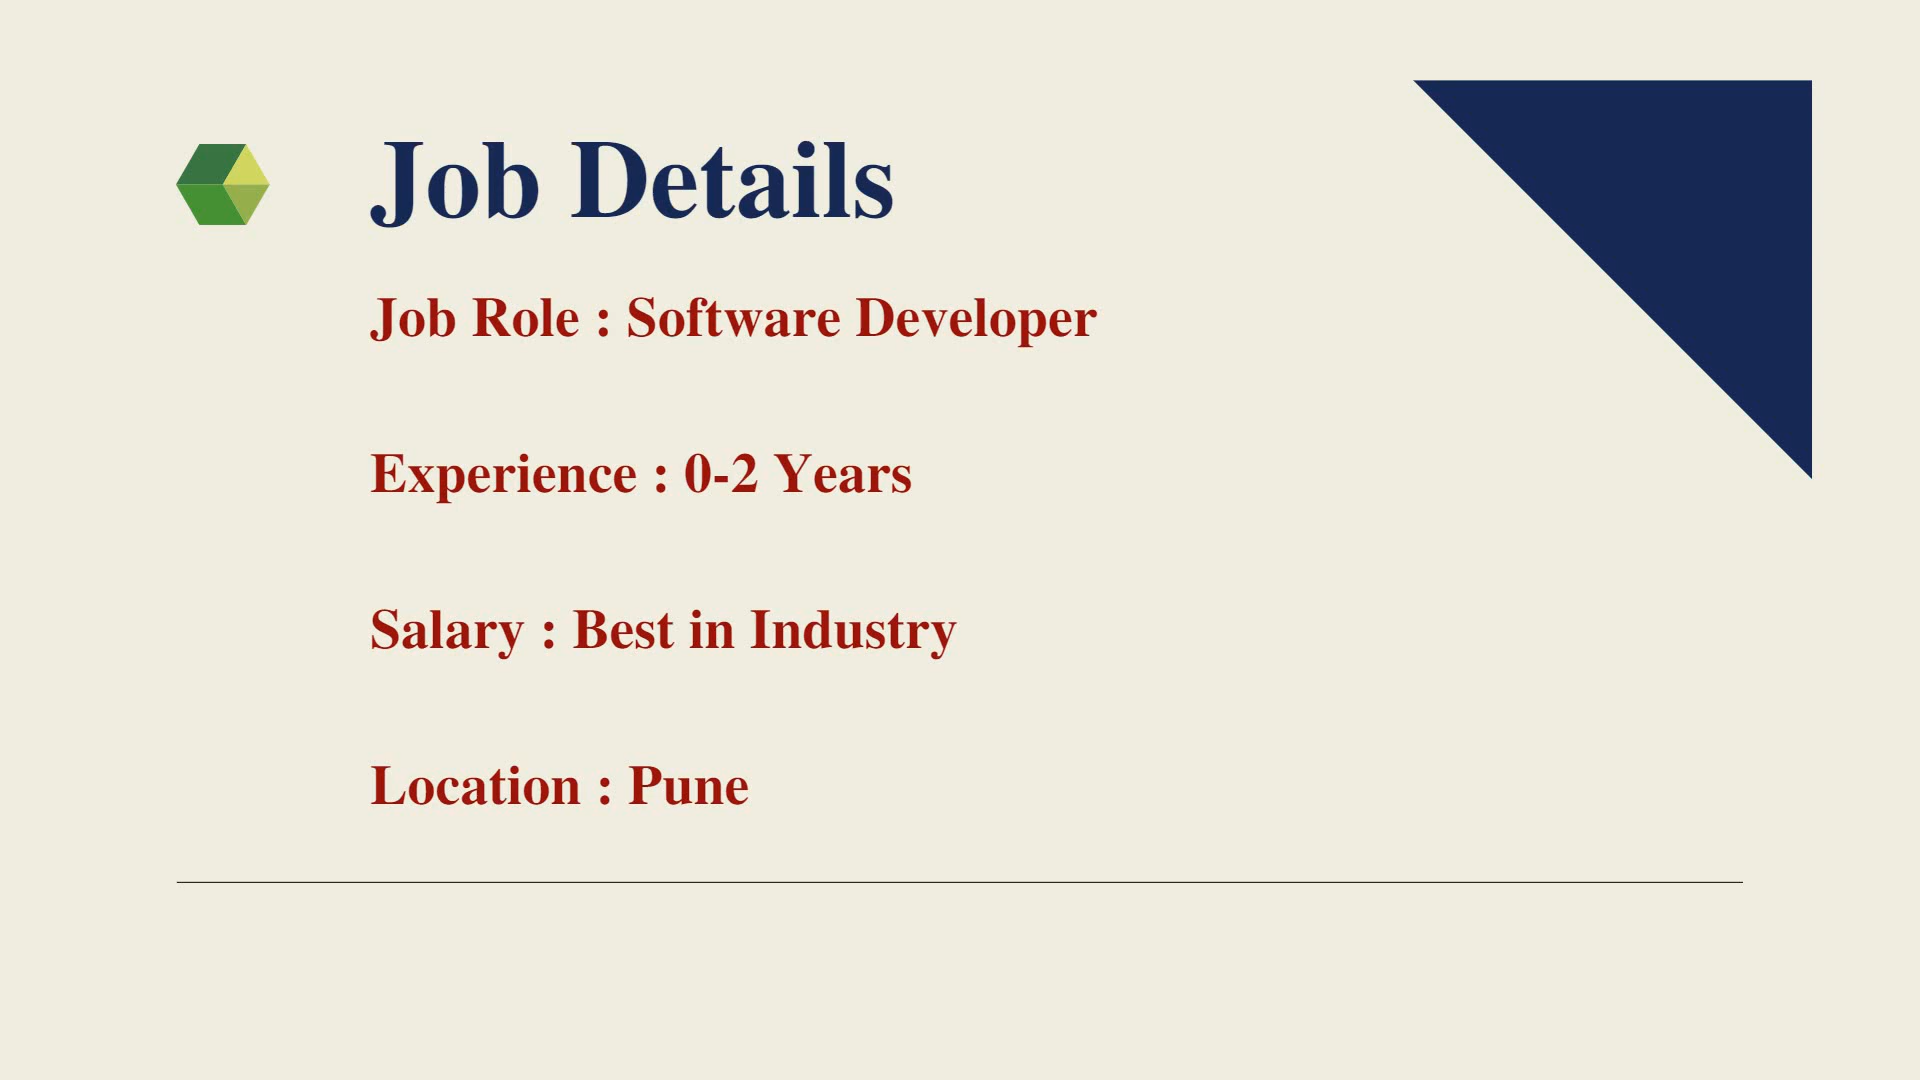 Job Details
Job Role : Software Developer
Experience : 0-2 Years
Salary : Best in Industry
Location : Pune